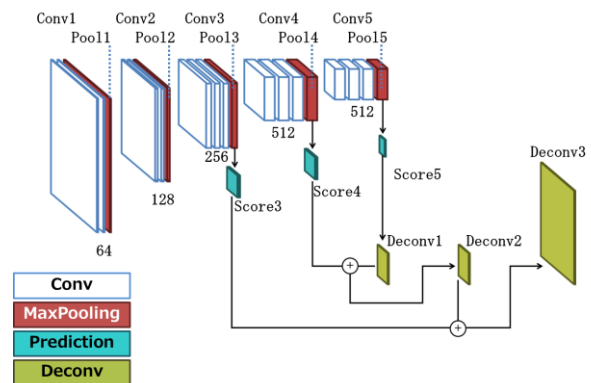 Conv1 Conv2 Conv3 Conv4 Conv5
Pool1 Pool2 Pool3 Pool4 Pool5
64
128
256
512
512
Score3
Score4
Score5
Deconv1
Deconv2
Deconv3
Conv
MaxPooling
Prediction
Deconv